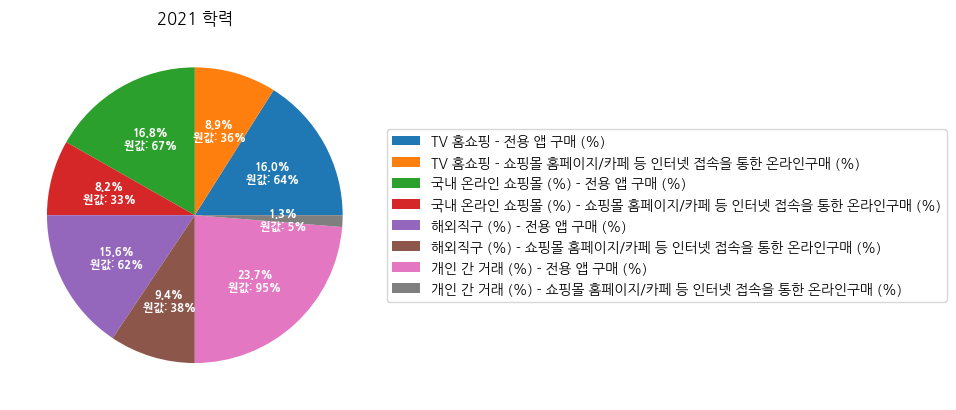 2021 학력
8.9%
원값: 36%
16.8%
원값: 67%
16.0%
원값: 64%
8.2%
원값: 33%
1.3%
원값: 5%
15.6%
원값: 62%
23.7%
원값: 95%
9.4%
원값: 38%
TV 홈쇼핑 - 전용 앱 구매 (%)
TV 홈쇼핑 - 쇼핑몰 홈페이지/카페 등 인터넷 접속을 통한 온라인구매 (%)
국내 온라인 쇼핑몰 (%) - 전용 앱 구매 (%)
국내 온라인 쇼핑몰 (%) - 쇼핑몰 홈페이지/카페 등 인터넷 접속을 통한 온라인구매 (%)
해외직구 (%) - 전용 앱 구매 (%)
해외직구 (%) - 쇼핑몰 홈페이지/카페 등 인터넷 접속을 통한 온라인구매 (%)
개인 간 거래 (%) - 전용 앱 구매 (%)
개인 간 거래 (%) - 쇼핑몰 홈페이지/카페 등 인터넷 접속을 통한 온라인구매 (%)